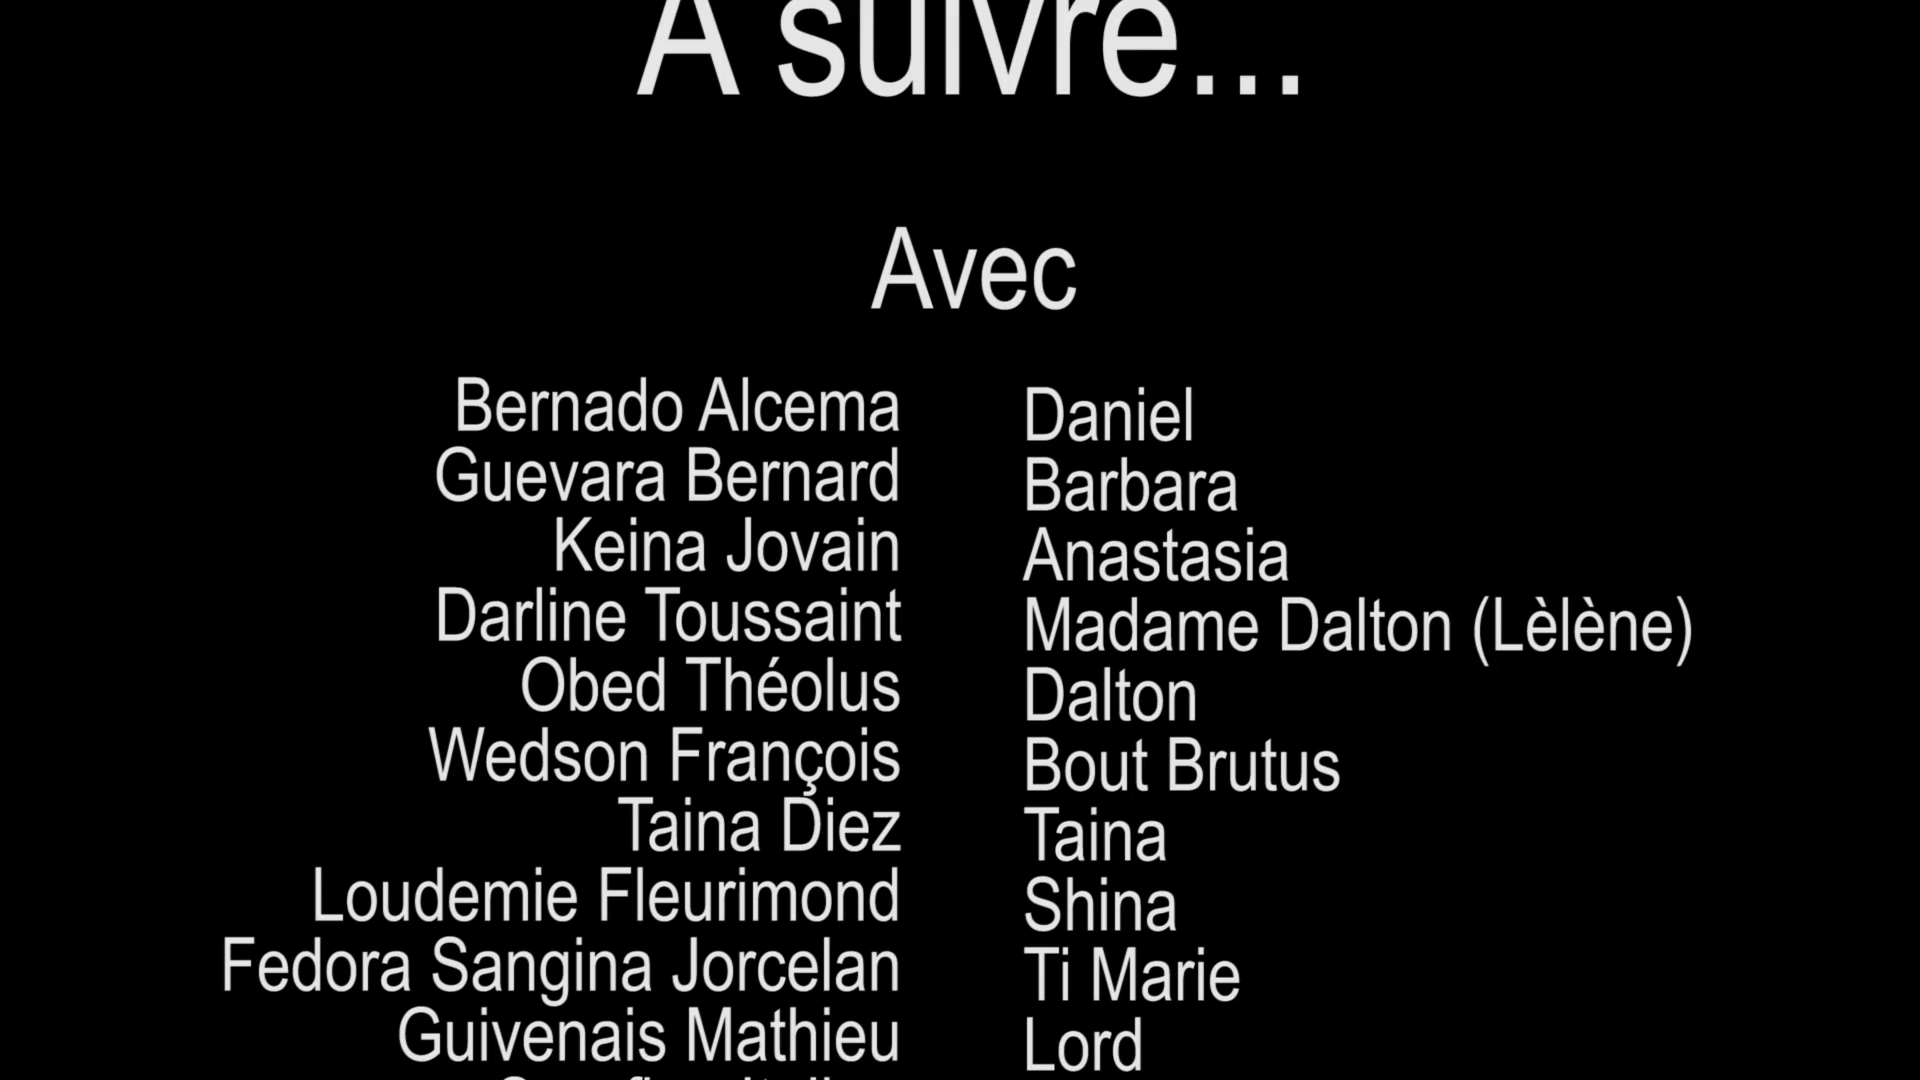 A suivre...
Avec
Bernado Alcema Daniel
Guevara Bernard Barbara
Keina Jovain Anastasia
Darline Toussaint Madame Dalton (Lèlène)
Obed Théolus Dalton
Wedson François Bout Brutus
Taina Diez Taina
Loudemie Fleurimond Shina
Fedora Sangina Jorcelan Ti Marie
Guivenais Mathieu Lord